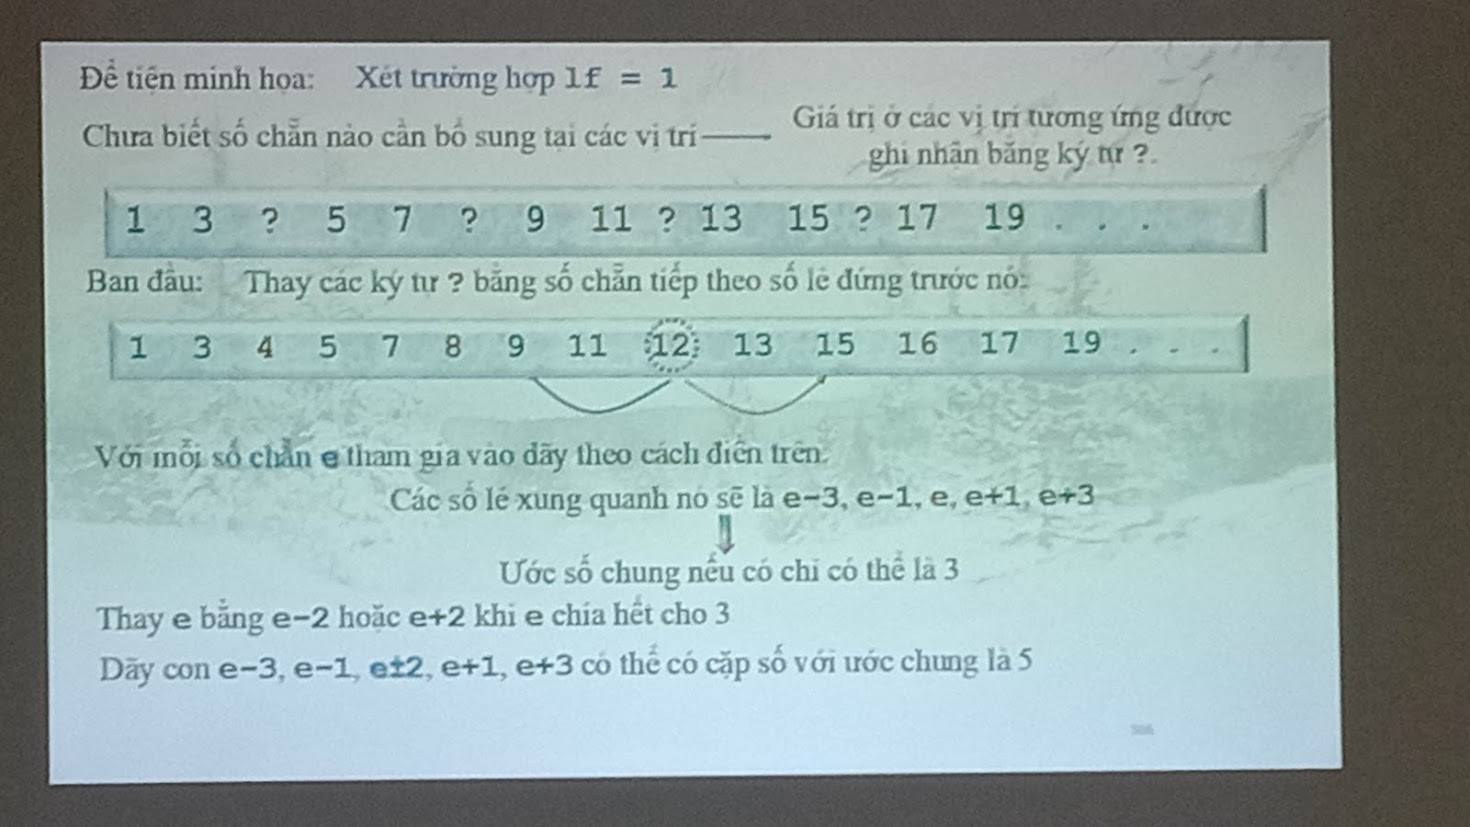 Để tiện minh họa: Xét trường hợp lf = 1
Chưa biết số chẵn nào cần bổ sung tại các vị trí
Giá trị ở các vị trí tương ứng được
ghi nhận bằng ký tự ?.
1 3 ? 5 7 ? 9 11 ? 13 15 ? 17 19 . . .
Ban đầu: Thay các ký tự ? bằng số chẵn tiếp theo số lẻ đứng trước nó:
1 3 4 5 7 8 9 11 12 13 15 16 17 19 . . .
Với mỗi số chẵn e tham gia vào dãy theo cách điền trên:
Các số lẻ xung quanh nó sẽ là e-3, e-1, e, e+1, e+3
Ước số chung nếu có chỉ có thể là 3
Thay e bằng e-2 hoặc e+2 khi e chia hết cho 3
Dãy con e-3, e-1, e±2, e+1, e+3 có thể có cặp số với ước chung là 5